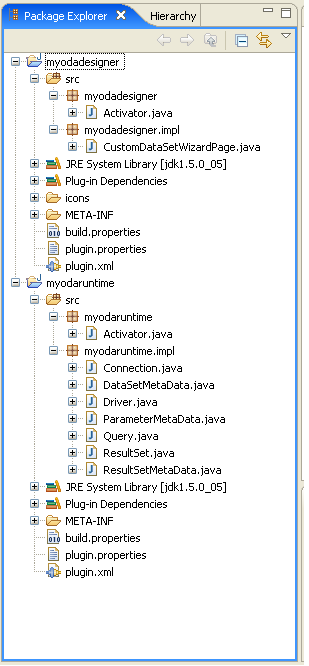 Package Explorer Hierarchy
myodadesigner
src
myodadesigner
Activator.java
myodadesigner.impl
CustomDataSetWizardPage.java
JRE System Library [jdk1.5.0_05]
Plug-in Dependencies
icons
META-INF
build.properties
plugin.properties
plugin.xml
myodaruntime
src
myodaruntime
Activator.java
myodaruntime.impl
Connection.java
DataSetMetaData.java
Driver.java
ParameterMetaData.java
Query.java
ResultSet.java
ResultSetMetaData.java
JRE System Library [jdk1.5.0_05]
Plug-in Dependencies
META-INF
build.properties
plugin.properties
plugin.xml